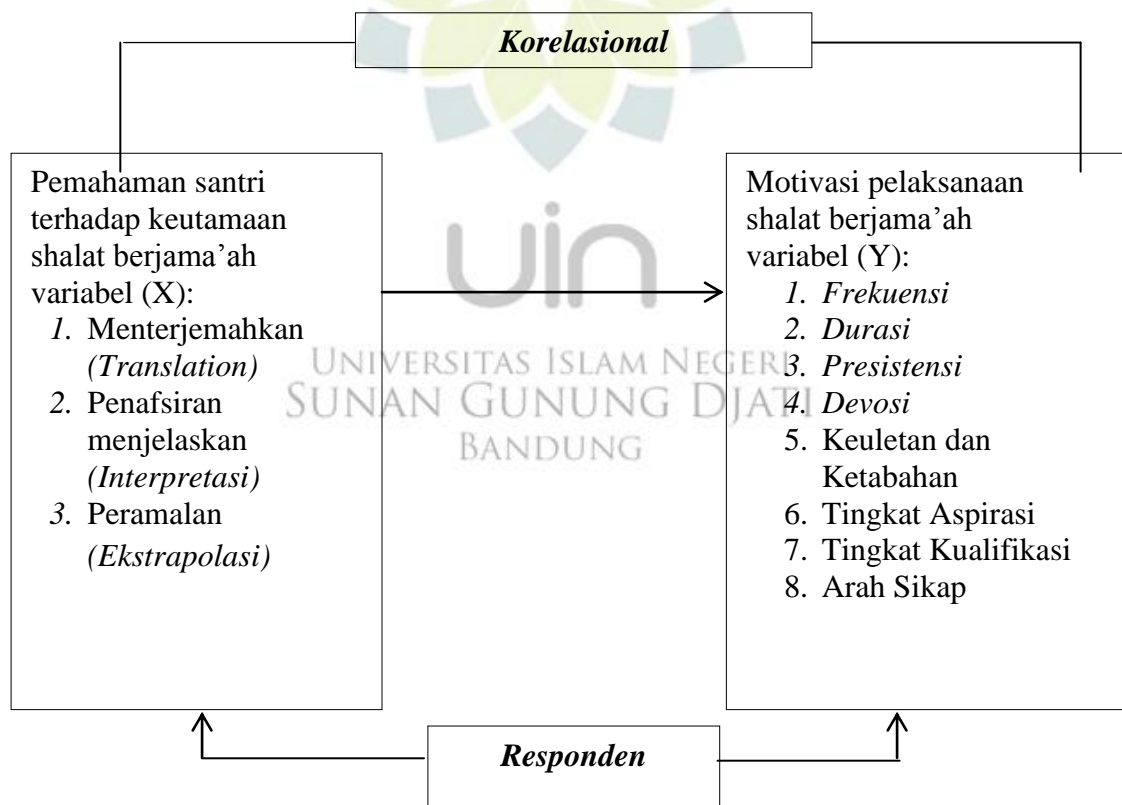 Korelasional
Pemahaman santri
terhadap keutamaan
shalat berjama’ah
variabel (X):
1. Menterjemahkan
(Translation)
2. Penafsiran
menjelaskan
(Interpretasi)
3. Peramalan
(Ekstrapolasi)
Motivasi pelaksanaan
shalat berjama’ah
variabel (Y):
1. Frekuensi
2. Durasi
3. Presistensi
4. Devosi
5. Keuletan dan
Ketabahan
6. Tingkat Aspirasi
7. Tingkat Kualifikasi
8. Arah Sikap
uin
UNIVERSITAS ISLAM NEGERI
SUNAN GUNUNG DJATI
BANDUNG
Responden